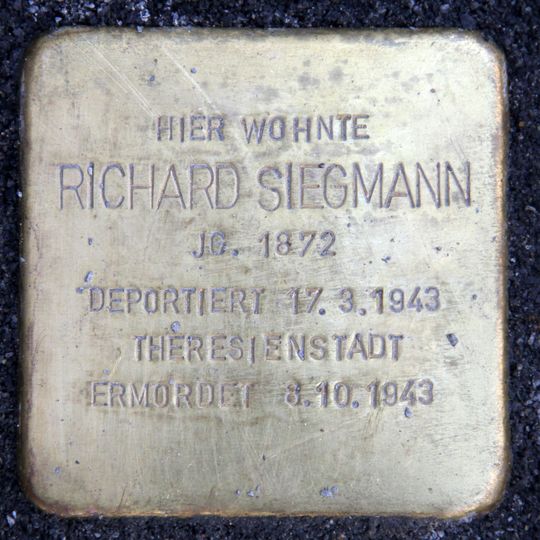 HIER WOHNTE
RICHARD SIEGMANN
JG. 1872
DEPORTIERT 17.3.1943
THERESIENSTADT
ERMORDET 8.10.1943